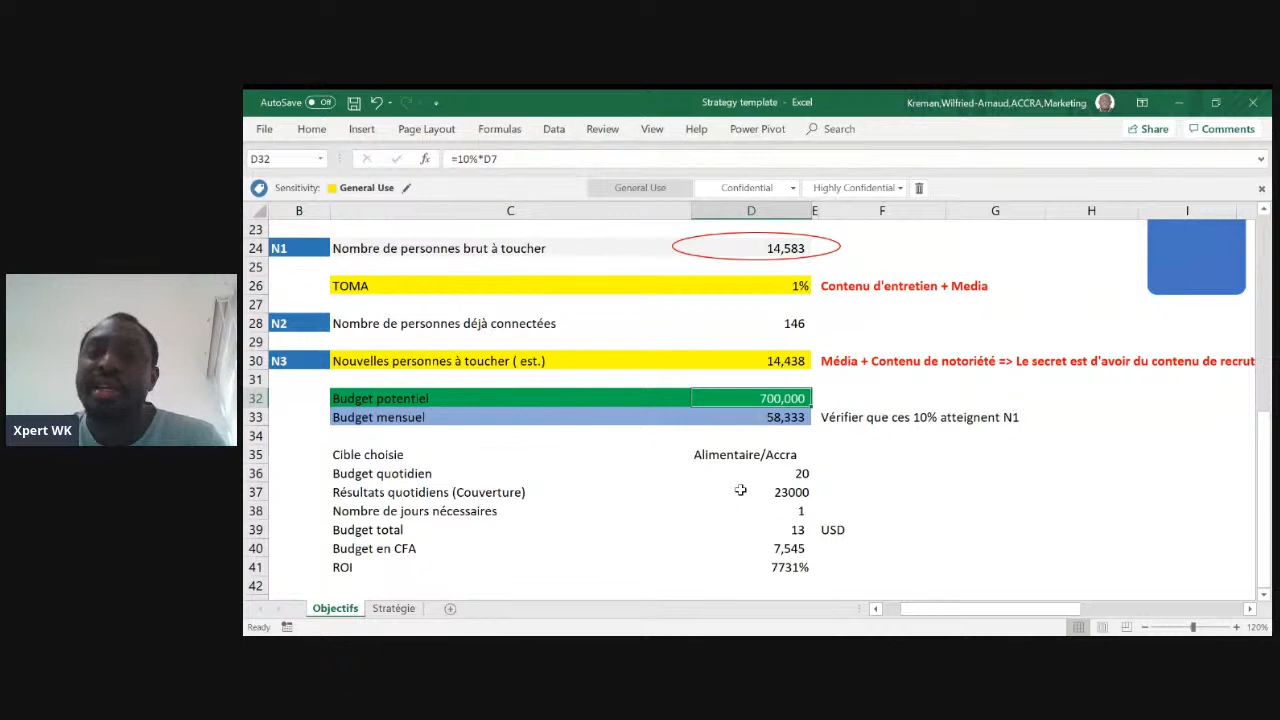 AutoSave Off Strategy template - Excel Kreman,Wilfried-Arnaud,ACCRA,Marketing
File Home Insert Page Layout Formulas Data Review View Help Power Pivot Search Share Comments
D32 fx =10%*D7
Sensitivity: General Use General Use Confidential Highly Confidential
B C D E F G H I
23
24 N1 Nombre de personnes brut à toucher 14,583
25
26 TOMA 1% Contenu d'entretien + Media
27
28 N2 Nombre de personnes déjà connectées 146
29
30 N3 Nouvelles personnes à toucher ( est.) 14,438 Média + Contenu de notoriété => Le secret est d'avoir du contenu de recrut
31
32 Budget potentiel 700,000
33 Budget mensuel 58,333 Vérifier que ces 10% atteignent N1
34
35 Cible choisie Alimentaire/Accra
36 Budget quotidien 20
37 Résultats quotidiens (Couverture) 23000
38 Nombre de jours nécessaires 1
39 Budget total 13 USD
40 Budget en CFA 7,545
41 ROI 7731%
42
Objectifs Stratégie
Ready 120%
Xpert WK